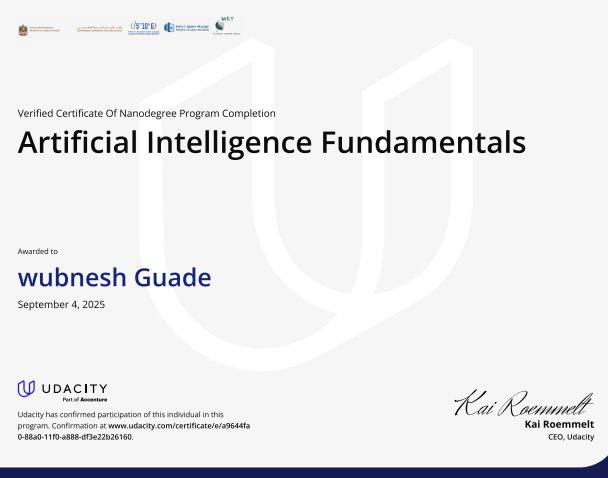 Verified Certificate Of Nanodegree Program Completion
Artificial Intelligence Fundamentals
Awarded to
wubnesh Guade
September 4, 2025
UDACITY
Part of Accenture
Udacity has confirmed participation of this individual in this
program. Confirmation at www.udacity.com/certificate/e/a9644fa
0-88a0-11f0-a888-df3e22b26160.
Kai Roemmelt
Kai Roemmelt
CEO, Udacity